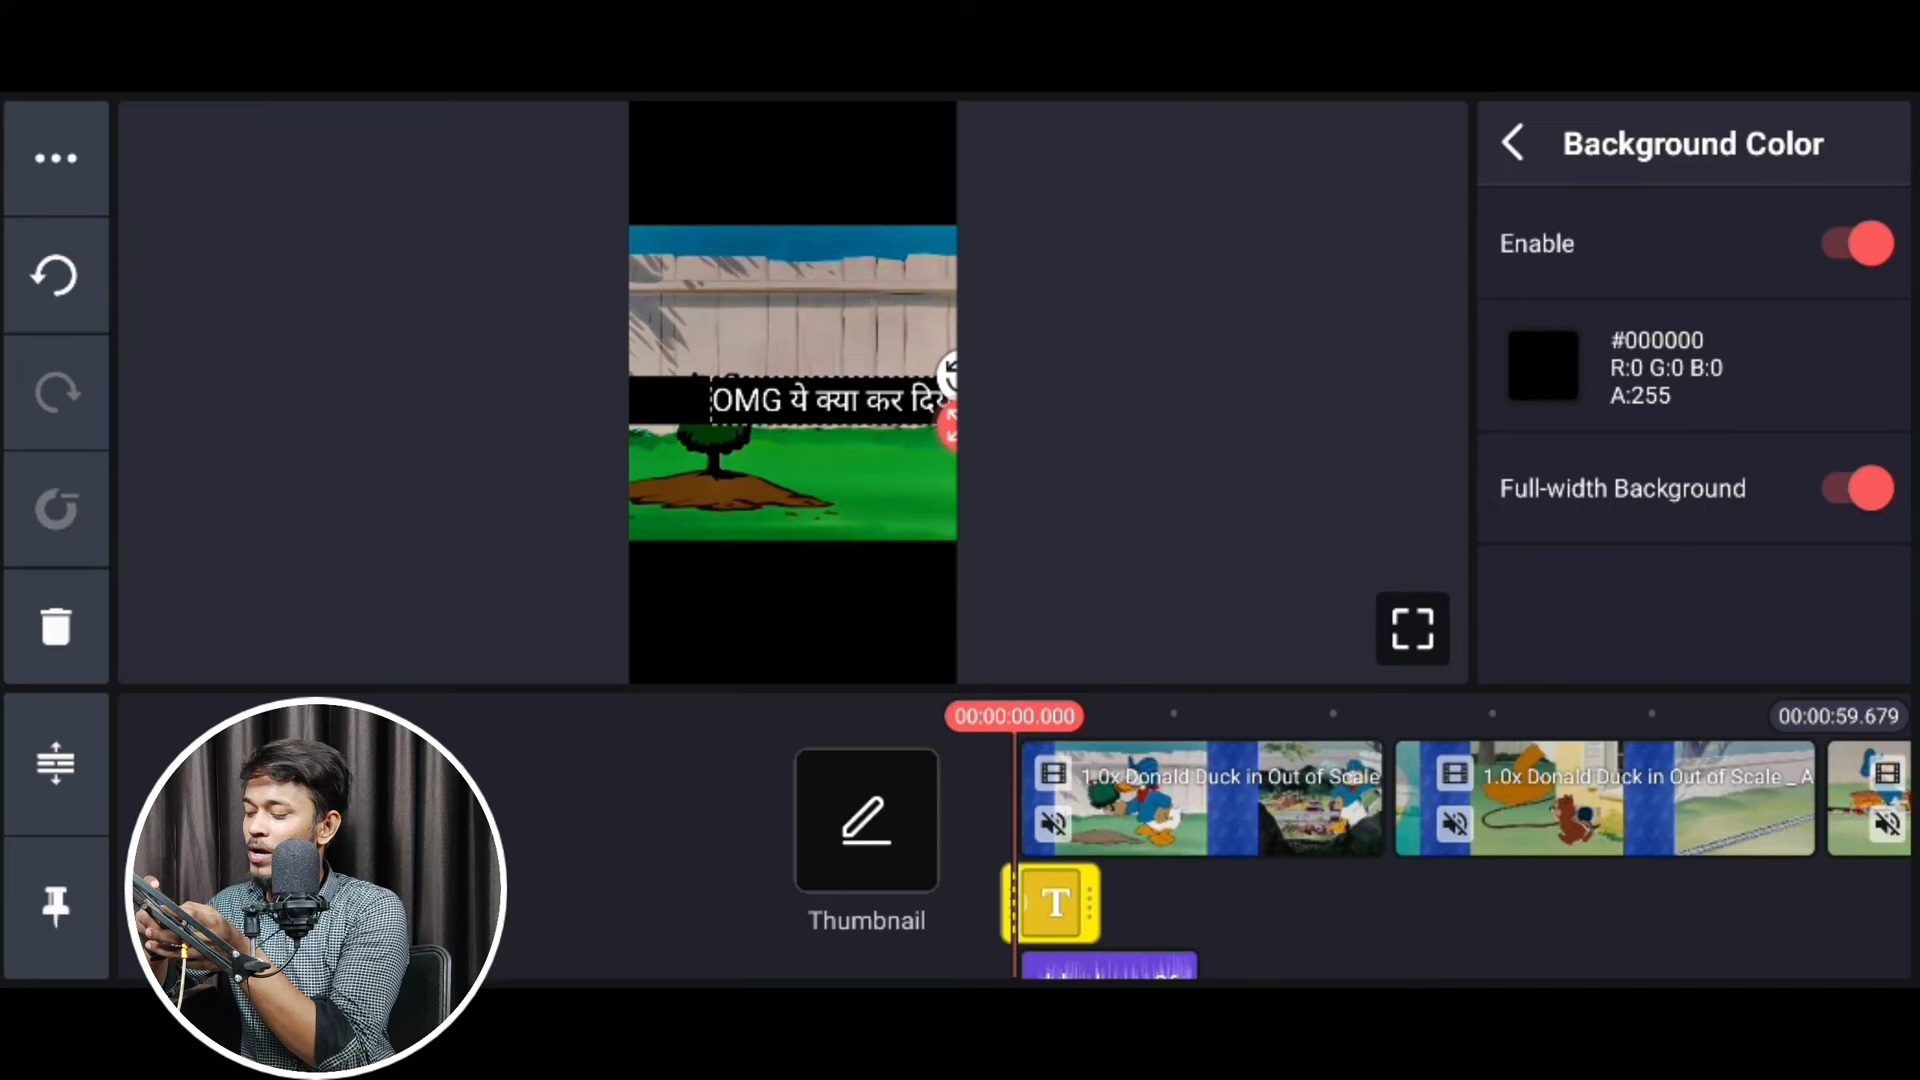 Background Color
Enable
#000000
R:0 G:0 B:0
A:255
Full-width Background
OMG ये क्या कर
00:00:00.000
00:00:59.679
1.0x Donald Duck in Out of Scale
1.0x Donald Duck in Out of Scale _ A
T
Thumbnail